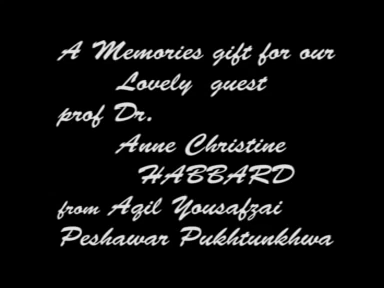 A Memories gift for our
Lovely guest
prof Dr.
Anne Christine
HABBARD
from Aqil Yousafzai
Peshawar Pukhtunkhwa